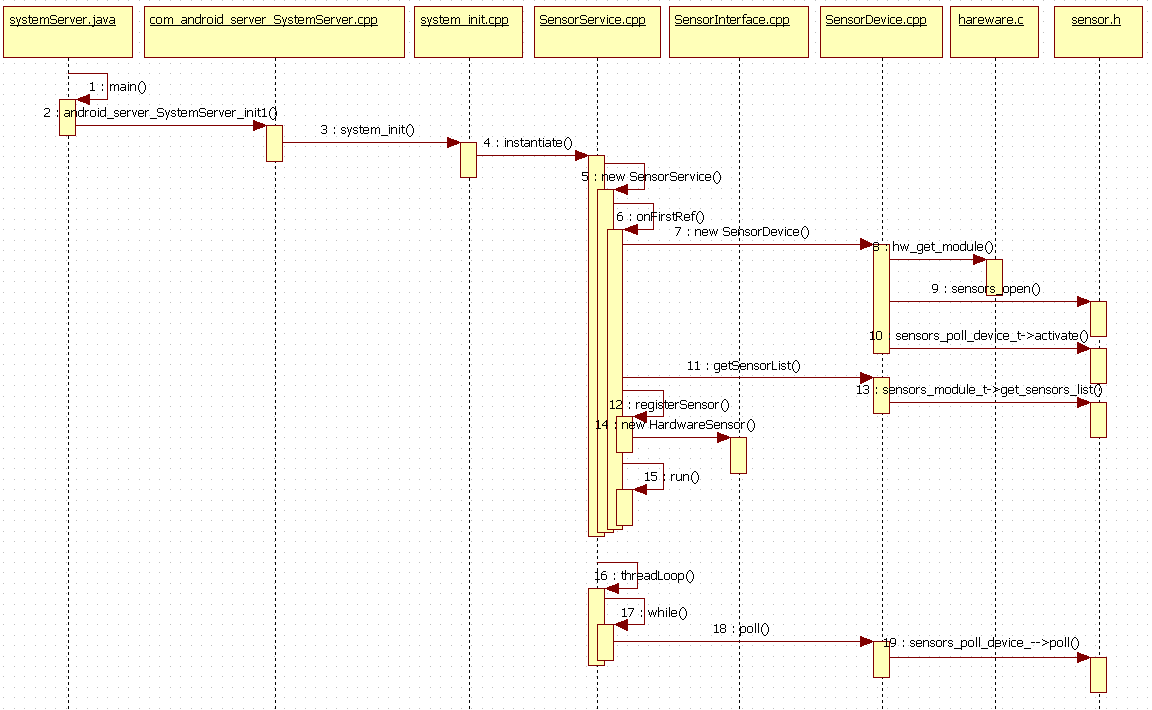 systemServer.java
com_android_server_SystemServer.cpp
system_init.cpp
SensorService.cpp
SensorInterface.cpp
SensorDevice.cpp
hareware.c
sensor.h
1 : main()
2 : android_server_SystemServer_init1()
3 : system_init()
4 : instantiate()
5 : new SensorService()
6 : onFirstRef()
7 : new SensorDevice()
8 : hw_get_module()
9 : sensors_open()
10 sensors_poll_device_t->activate()
11 : getSensorList()
13 : sensors_module_t->get_sensors_list()
12 : registerSensor()
14 : new HardwareSensor()
15 : run()
16 : threadLoop()
17 : while()
18 : poll()
19 : sensors_poll_device_-->poll()